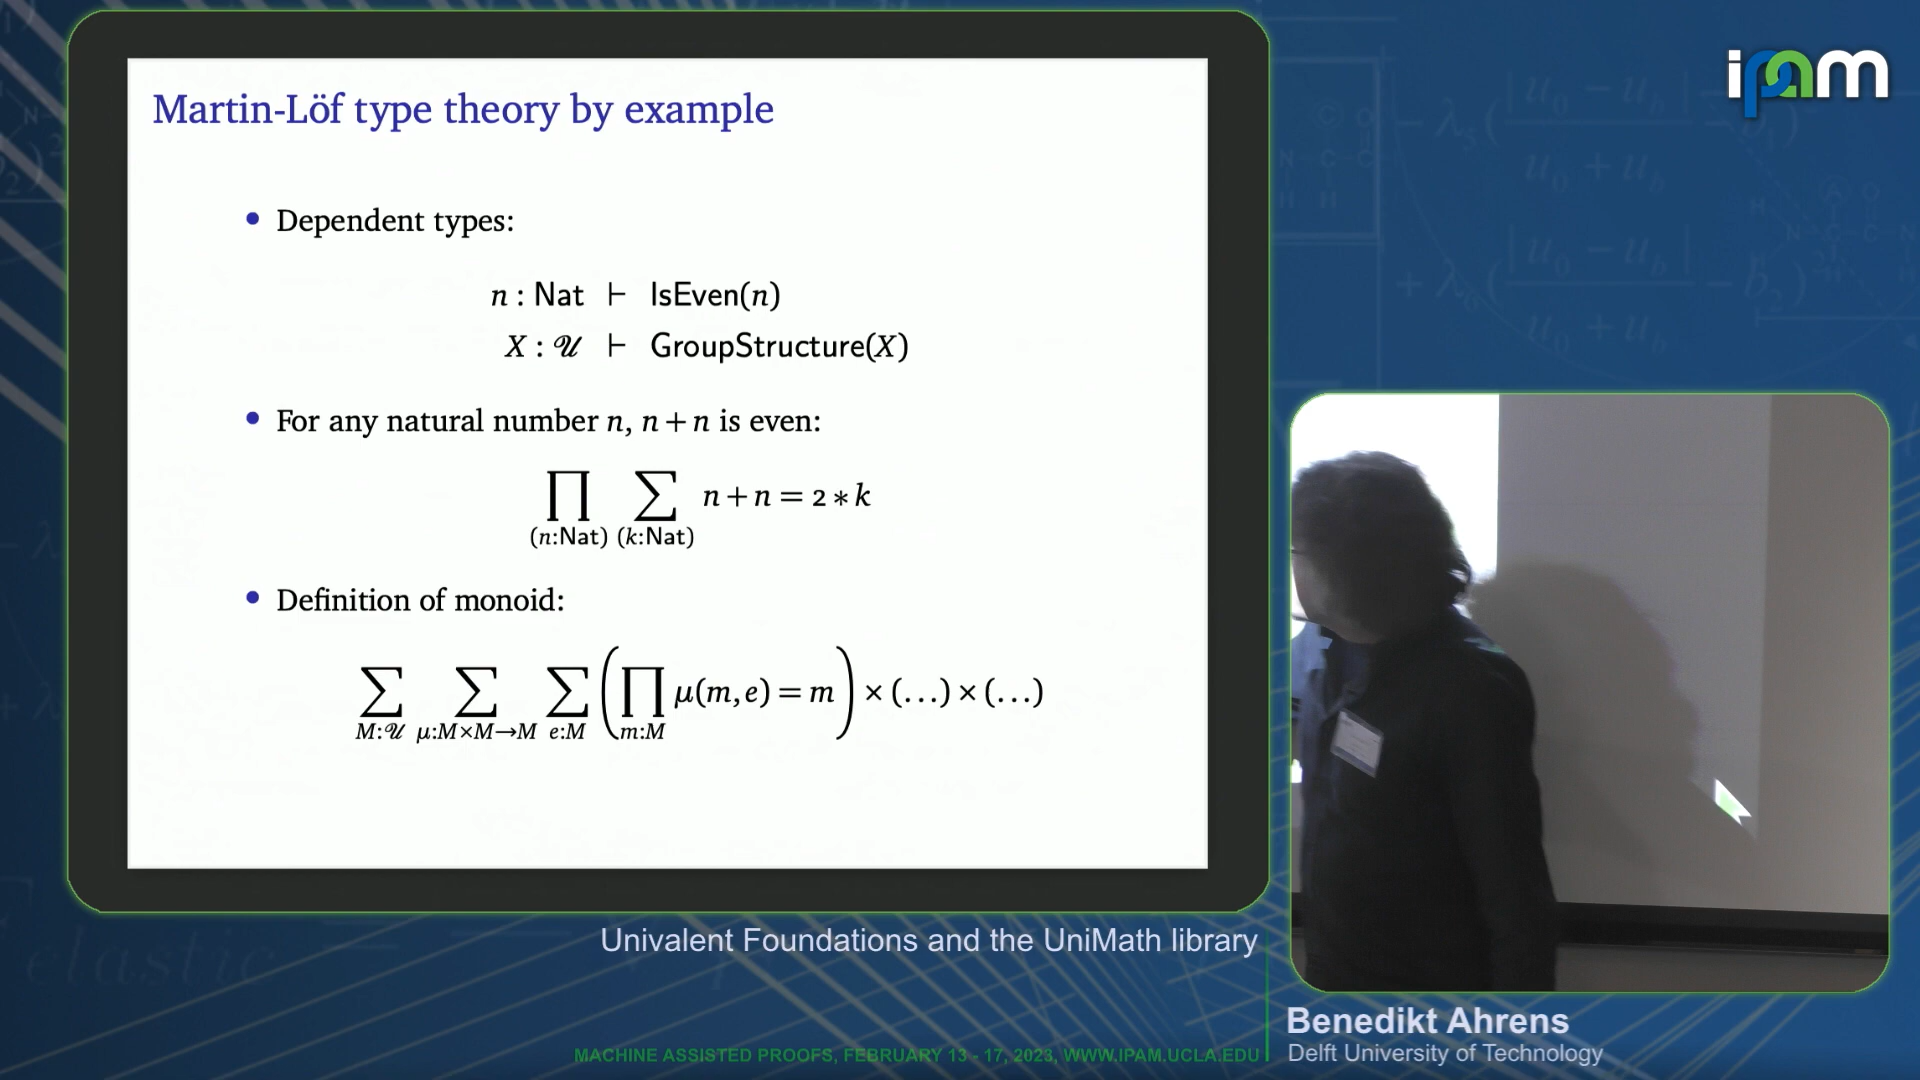 ipam
Martin-Löf type theory by example
• Dependent types:
n : Nat ⊢ IsEven(n)
X : 𝒰 ⊢ GroupStructure(X)
• For any natural number n, n + n is even:
∏ ∑ n + n = 2 * k
(n:Nat) (k:Nat)
• Definition of monoid:
∑ ∑ ∑ (∏ μ(m, e) = m) × (...) × (...)
M:𝒰 μ:M×M→M e:M m:M
Univalent Foundations and the UniMath library
Benedikt Ahrens
Delft University of Technology
MACHINE ASSISTED PROOFS, FEBRUARY 13 - 17, 2023, WWW.IPAM.UCLA.EDU